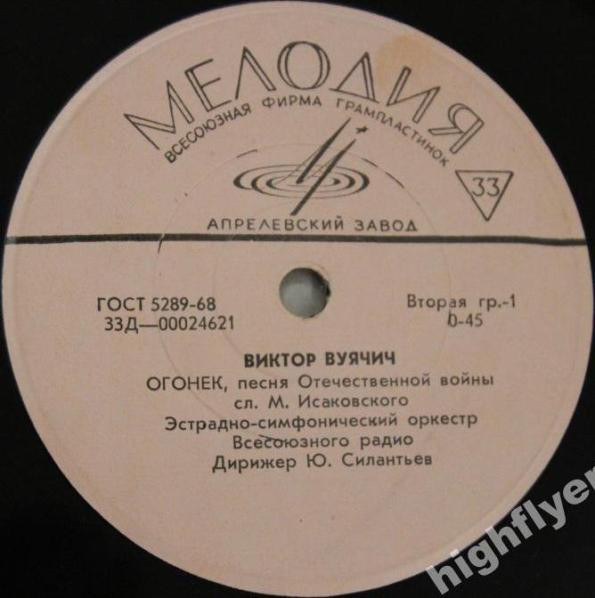 МЕЛОДИЯ
ВСЕСОЮЗНАЯ ФИРМА ГРАМПЛАСТИНОК
33
АПРЕЛЕВСКИЙ ЗАВОД
ГОСТ 5289-68
33Д—00024621
Вторая гр.-1
0-45
ВИКТОР ВУЯЧИЧ
ОГОНЕК, песня Отечественной войны
сл. М. Исаковского
Эстрадно-симфонический оркестр
Всесоюзного радио
Дирижер Ю. Силантьев
highflyer